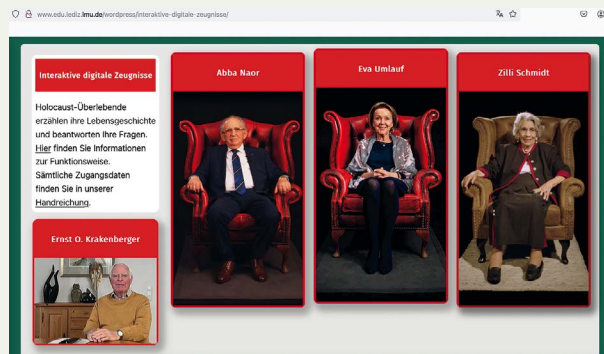 www.edu.lediz.lmu.de/wordpress/interaktive-digitale-zeugnisse/
Interaktive digitale Zeugnisse
Holocaust-Überlebende
erzählen ihre Lebensgeschichte
und beantworten Ihre Fragen.
Hier finden Sie Informationen
zur Funktionsweise.
Sämtliche Zugangsdaten
finden Sie in unserer
Handreichung.
Ernst O. Krakenberger
Abba Naor
Eva Umlauf
Zilli Schmidt